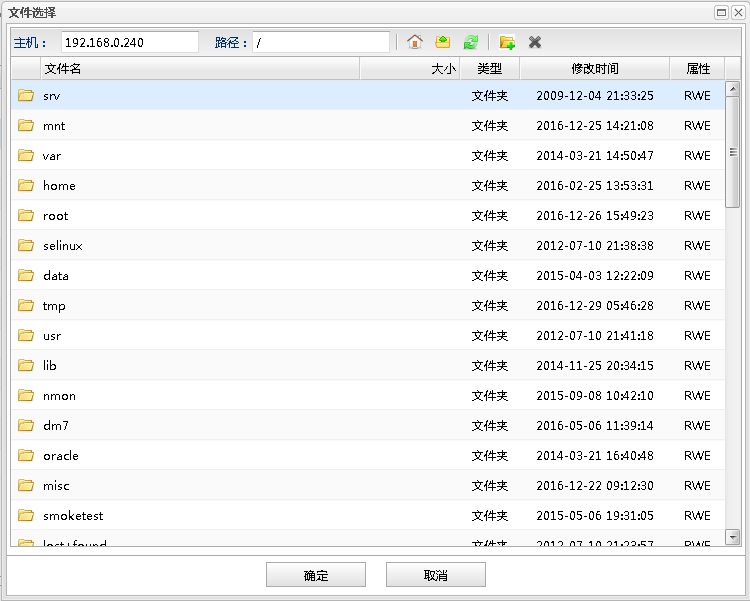 文件选择
主机： 192.168.0.240 路径： /
文件名 大小 类型 修改时间 属性
srv 文件夹 2009-12-04 21:33:25 RWE
mnt 文件夹 2016-12-25 14:21:08 RWE
var 文件夹 2014-03-21 14:50:47 RWE
home 文件夹 2016-02-25 13:53:31 RWE
root 文件夹 2016-12-26 15:49:23 RWE
selinux 文件夹 2012-07-10 21:38:38 RWE
data 文件夹 2015-04-03 12:22:09 RWE
tmp 文件夹 2016-12-29 05:46:28 RWE
usr 文件夹 2012-07-10 21:41:18 RWE
lib 文件夹 2014-11-25 20:34:15 RWE
nmon 文件夹 2015-09-08 10:42:10 RWE
dm7 文件夹 2016-05-06 11:39:14 RWE
oracle 文件夹 2014-03-21 16:40:48 RWE
misc 文件夹 2016-12-22 09:12:30 RWE
smoketest 文件夹 2015-05-06 19:31:05 RWE
lost+found 文件夹 2012-07-10 21:23:57 RWE
确定 取消